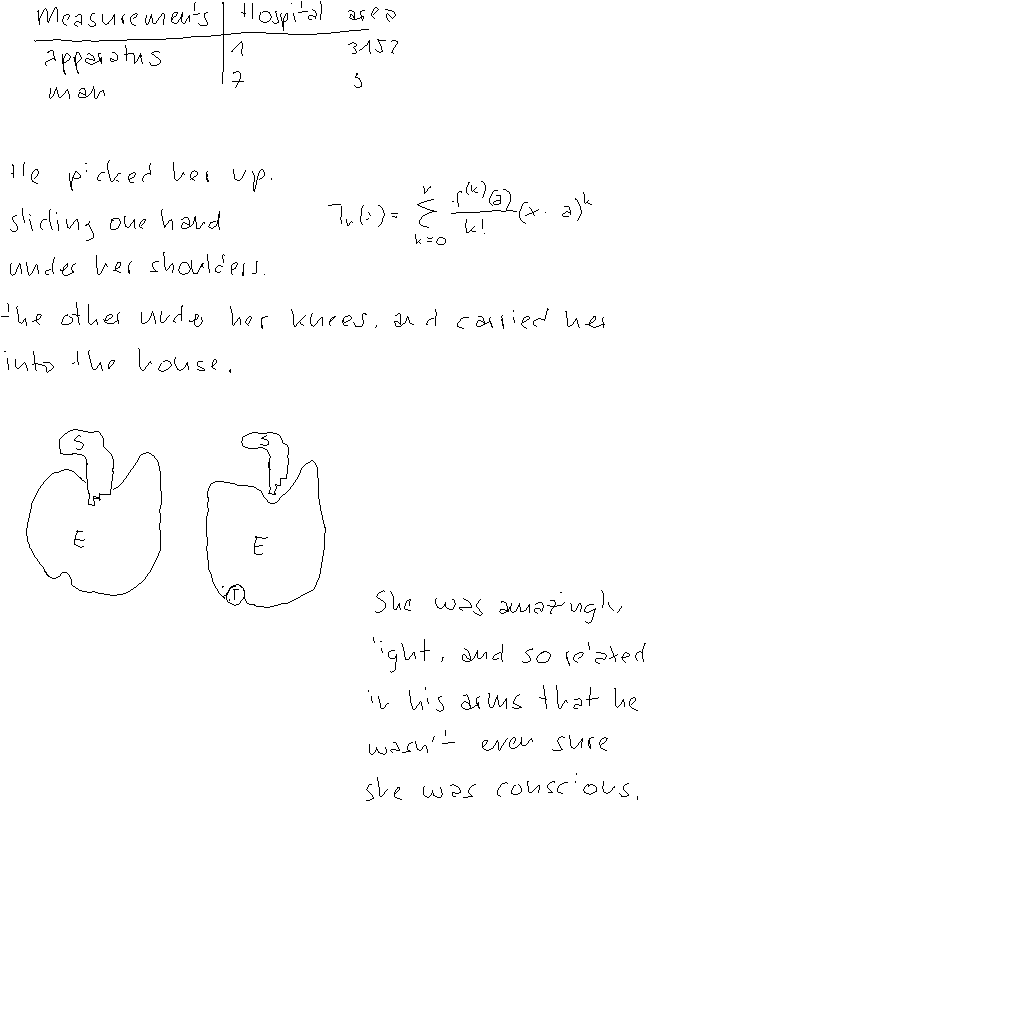 Measurements Hospital area
apparatus 1 3152
man 7 3
He picked her up.
sliding one hand
under her shoulders.
the other under her knees, and carried her
into the house.
T_n(x) = \sum_{k=0}^{n} \frac{f^{(k)}(a)}{k!} (x - a)^k
S S
E E
T
She was amazingly
light, and so relaxed
in his arms that he
wasn't even sure
she was conscious.